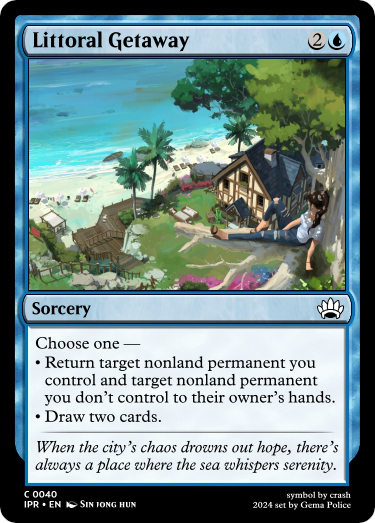 Littoral Getaway 2
Sorcery
Choose one —
• Return target nonland permanent you
control and target nonland permanent
you don't control to their owner's hands.
• Draw two cards.
When the city's chaos drowns out hope, there's
always a place where the sea whispers serenity.
C 0040
IPR • EN SIN JONG HUN
symbol by crash
2024 set by Gema Police